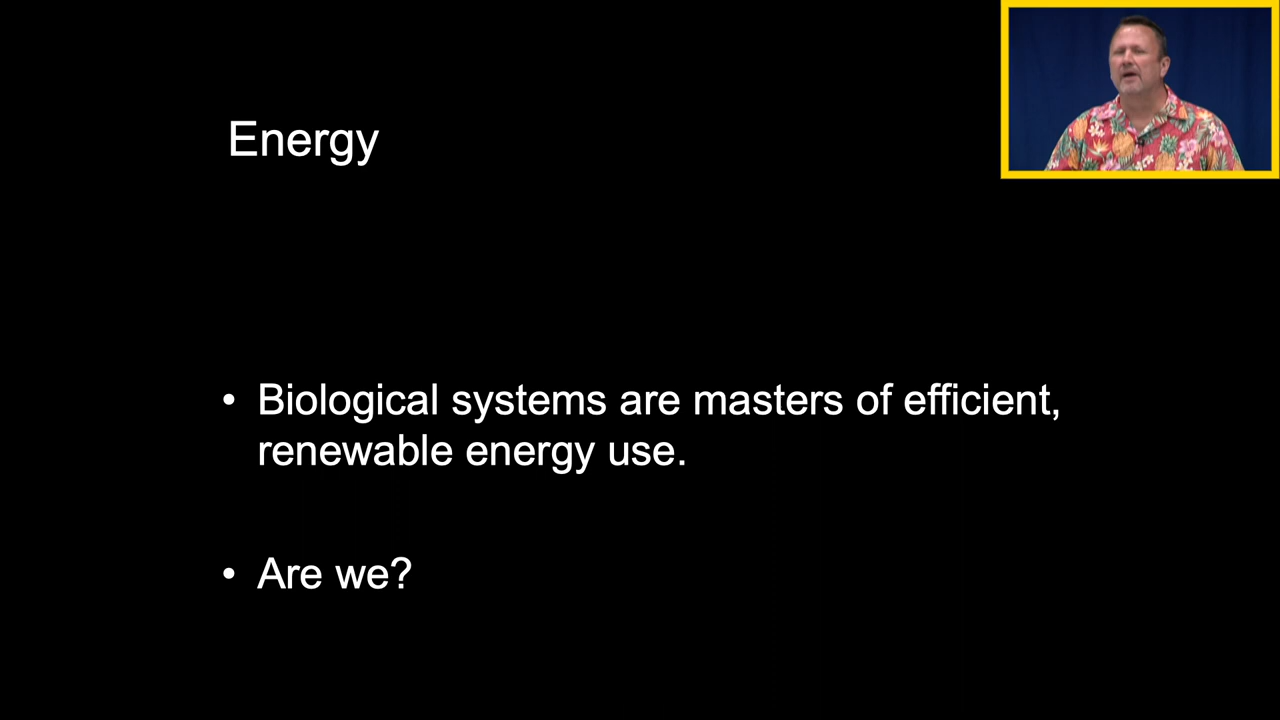 Energy
• Biological systems are masters of efficient,
renewable energy use.
• Are we?